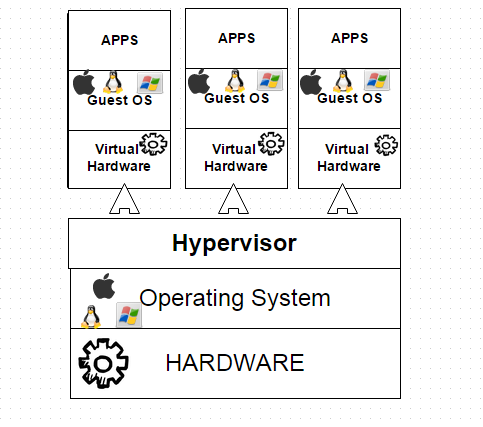 APPS
Guest OS
Virtual
Hardware
APPS
Guest OS
Virtual
Hardware
APPS
Guest OS
Virtual
Hardware
Hypervisor
Operating System
HARDWARE